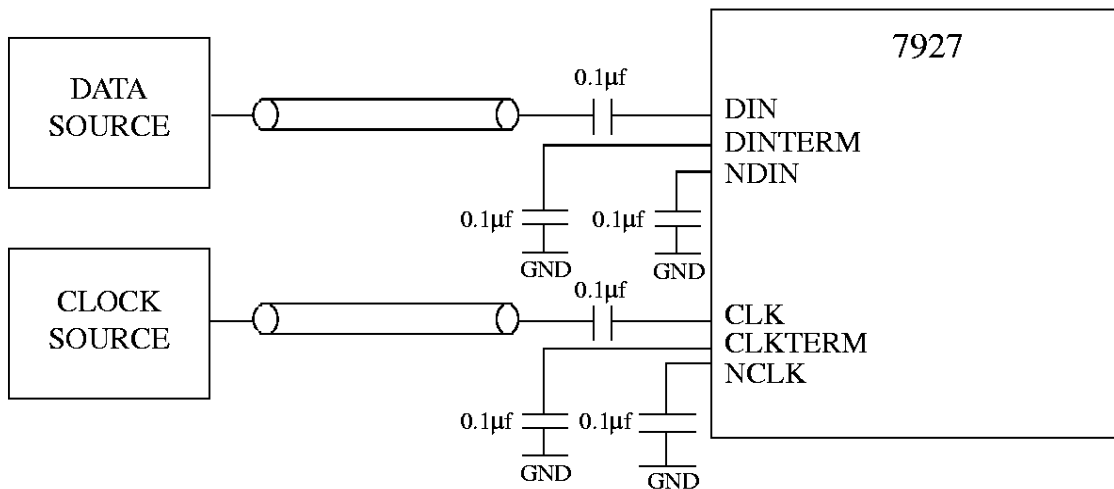 7927
DATA
SOURCE
0.1µf
DIN
DINTERM
NDIN
0.1µf
0.1µf
GND
GND
CLOCK
SOURCE
0.1µf
CLK
CLKTERM
NCLK
0.1µf
0.1µf
GND
GND